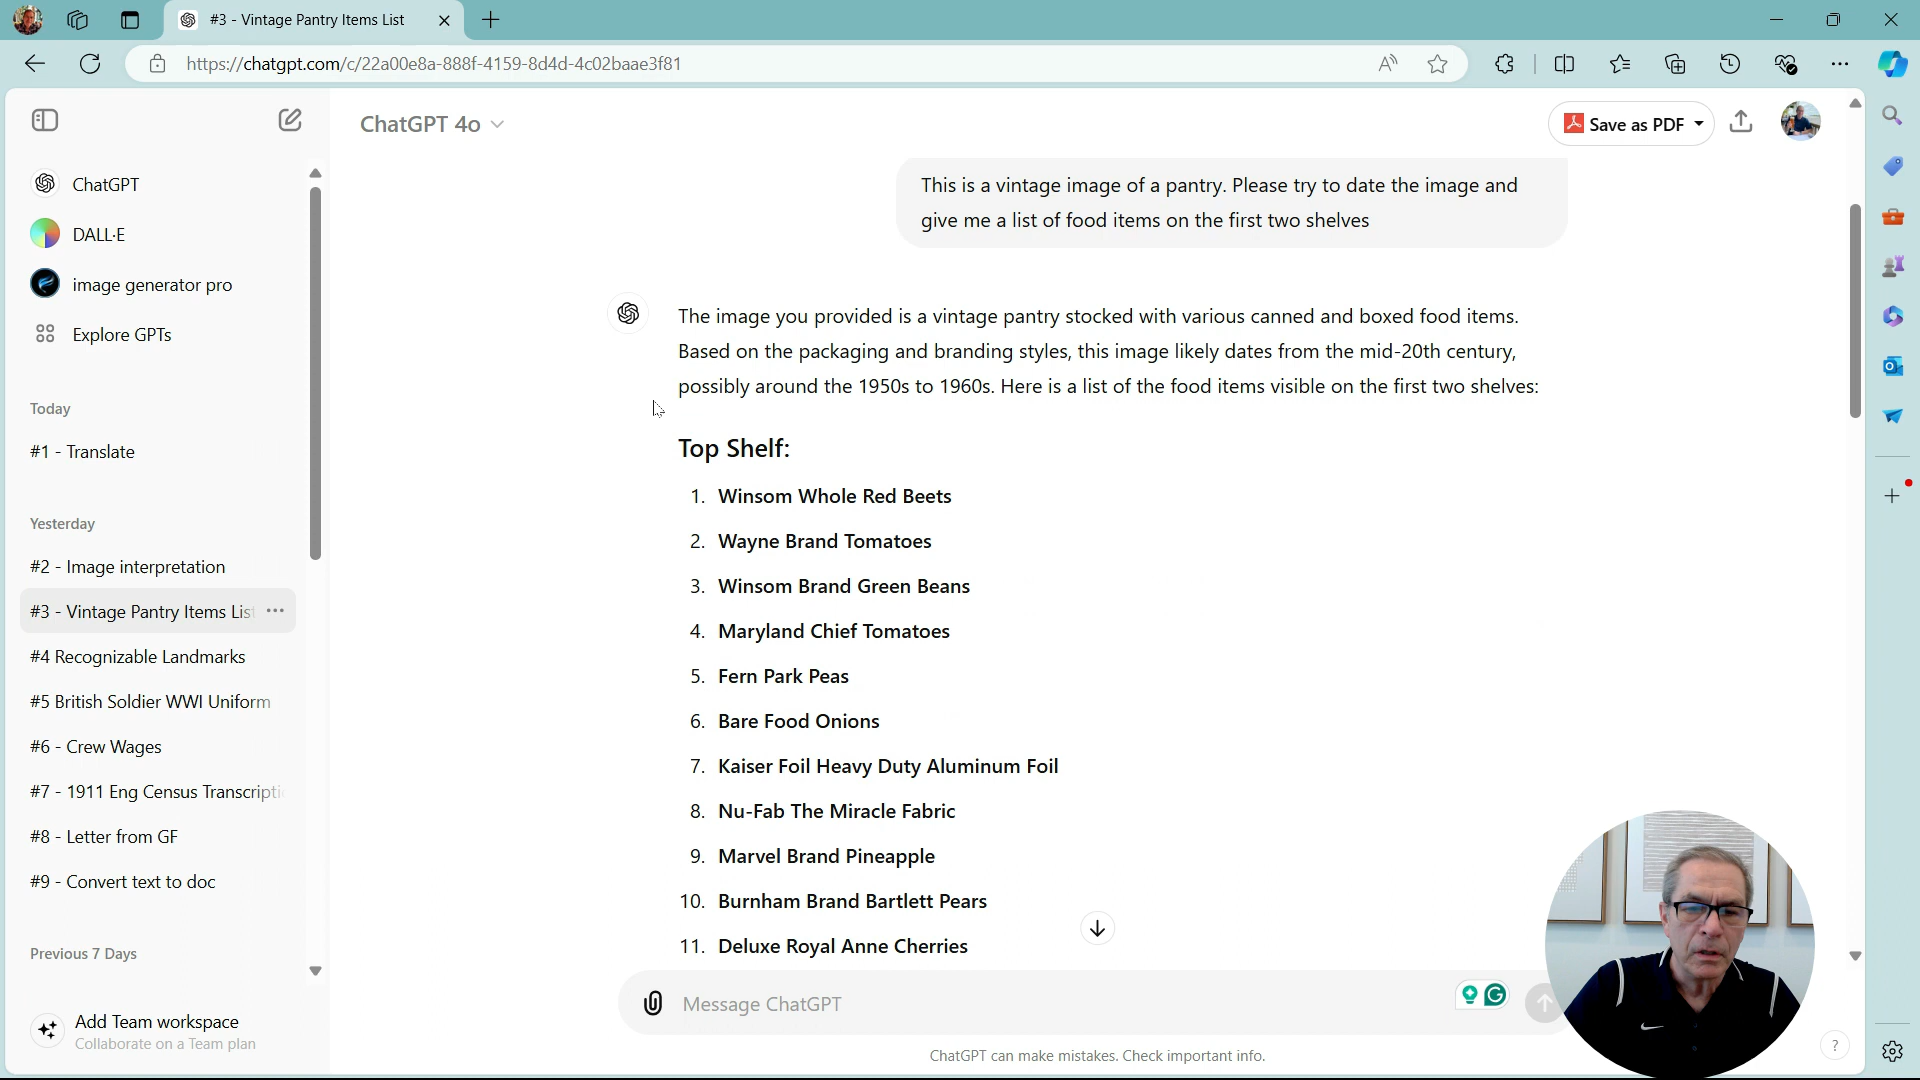 #3 - Vintage Pantry Items List
https://chatgpt.com/c/22a00e8a-888f-4159-8d4d-4c02baae3f81
ChatGPT 4o
Save as PDF
ChatGPT
DALL·E
image generator pro
Explore GPTs
Today
#1 - Translate
Yesterday
#2 - Image interpretation
#3 - Vintage Pantry Items Lis
#4 Recognizable Landmarks
#5 British Soldier WWI Uniform
#6 - Crew Wages
#7 - 1911 Eng Census Transcripti
#8 - Letter from GF
#9 - Convert text to doc
Previous 7 Days
Add Team workspace
Collaborate on a Team plan
This is a vintage image of a pantry. Please try to date the image and
give me a list of food items on the first two shelves
The image you provided is a vintage pantry stocked with various canned and boxed food items.
Based on the packaging and branding styles, this image likely dates from the mid-20th century,
possibly around the 1950s to 1960s. Here is a list of the food items visible on the first two shelves:
Top Shelf:
1. Winsom Whole Red Beets
2. Wayne Brand Tomatoes
3. Winsom Brand Green Beans
4. Maryland Chief Tomatoes
5. Fern Park Peas
6. Bare Food Onions
7. Kaiser Foil Heavy Duty Aluminum Foil
8. Nu-Fab The Miracle Fabric
9. Marvel Brand Pineapple
10. Burnham Brand Bartlett Pears
11. Deluxe Royal Anne Cherries
Message ChatGPT
ChatGPT can make mistakes. Check important info.
?